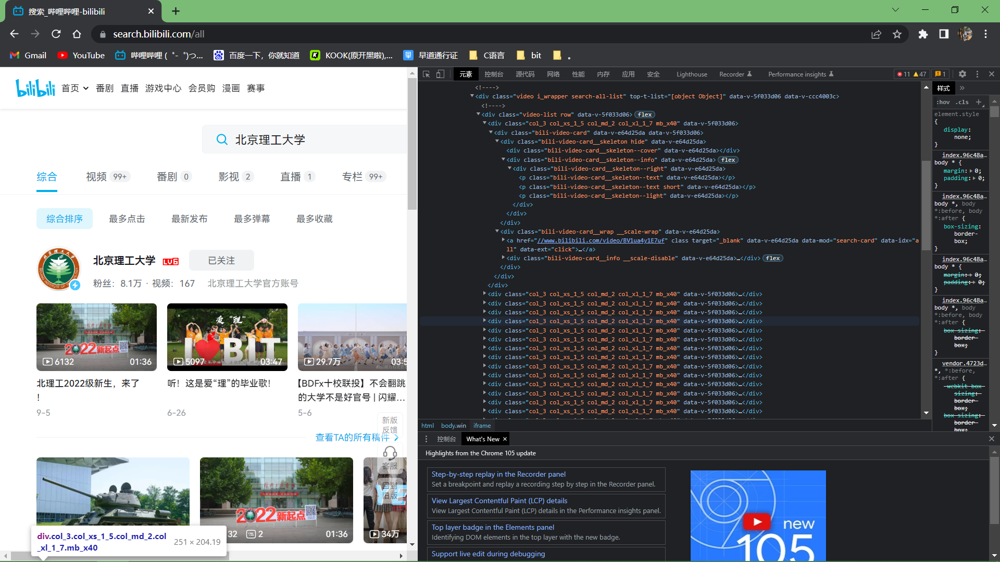 搜索_哔哩哔哩-bilibili
search.bilibili.com/all
Gmail
YouTube
哔哩哔哩 (゜-゜)つ...
百度一下，你就知道
KOOK(原开黑啦),...
早道通行证
C语言
bit
。
bilibili
首页 番剧 直播 游戏中心 会员购 漫画 赛事
北京理工大学
综合 视频 99+ 番剧 0 影视 2 直播 1 专栏 99+
综合排序 最多点击 最新发布 最多弹幕 最多收藏
北京理工大学 LV6 已关注
粉丝：8.1万 · 视频：167 北京理工大学官方账号
2022新起点
6132 01:36
爱“理”
I BIT
5097 03:47
29.7万 03:5
北理工2022级新生，来了
！
9-5
听！这是爱“理”的毕业歌！
6-26
【BDFx十校联投】不会翻跳
的大学不是好官号 | 闪耀...
5-6
新版
反馈
查看TA的所有稿件
客服
回到
旧版
2022新起点
32 2 01:36
34万
div.col_3.col_xs_1_5.col_md_2.col
_xl_1_7.mb_x40
251 × 204.19
元素 控制台 源代码 网络 性能 内存 应用 安全 Lighthouse Recorder Performance insights 11 47 1
<!---->
<div class="video i_wrapper search-all-list" top-t-list="[object Object]" data-v-5f033d06 data-v-ccc4003c>
<!---->
<div class="video-list row" data-v-5f033d06> flex
<div class="col_3 col_xs_1_5 col_md_2 col_xl_1_7 mb_x40" data-v-5f033d06>
<div class="bili-video-card" data-v-e64d25da data-v-5f033d06>
<div class="bili-video-card__skeleton hide" data-v-e64d25da>
<div class="bili-video-card__skeleton--cover" data-v-e64d25da></div>
<div class="bili-video-card__skeleton--info" data-v-e64d25da> flex
<div class="bili-video-card__skeleton--right" data-v-e64d25da>
<p class="bili-video-card__skeleton--text" data-v-e64d25da></p>
<p class="bili-video-card__skeleton--text short" data-v-e64d25da></p>
<p class="bili-video-card__skeleton--light" data-v-e64d25da></p>
</div>
</div>
</div>
<div class="bili-video-card__wrap __scale-wrap" data-v-e64d25da>
<a href="//www.bilibili.com/video/BV1ua4y1E7uf" class target="_blank" data-v-e64d25da data-mod="search-card" data-idx="a
ll" data-ext="click">…</a>
<div class="bili-video-card__info __scale-disable" data-v-e64d25da>…</div> flex
</div>
</div>
</div>
<div class="col_3 col_xs_1_5 col_md_2 col_xl_1_7 mb_x40" data-v-5f033d06>…</div>
<div class="col_3 col_xs_1_5 col_md_2 col_xl_1_7 mb_x40" data-v-5f033d06>…</div>
<div class="col_3 col_xs_1_5 col_md_2 col_xl_1_7 mb_x40" data-v-5f033d06>…</div>
<div class="col_3 col_xs_1_5 col_md_2 col_xl_1_7 mb_x40" data-v-5f033d06>…</div>
<div class="col_3 col_xs_1_5 col_md_2 col_xl_1_7 mb_x40" data-v-5f033d06>…</div>
<div class="col_3 col_xs_1_5 col_md_2 col_xl_1_7 mb_x40" data-v-5f033d06>…</div>
<div class="col_3 col_xs_1_5 col_md_2 col_xl_1_7 mb_x40" data-v-5f033d06>…</div>
<div class="col_3 col_xs_1_5 col_md_2 col_xl_1_7 mb_x40" data-v-5f033d06>…</div>
<div class="col_3 col_xs_1_5 col_md_2 col_xl_1_7 mb_x40" data-v-5f033d06>…</div>
<div class="col_3 col_xs_1_5 col_md_2 col_xl_1_7 mb_x40" data-v-5f033d06>…</div>
<div class="col_3 col_xs_1_5 col_md_2 col_xl_1_7 mb_x40" data-v-5f033d06>…</div>
<div class="col_3 col_xs_1_5 col_md_2 col_xl_1_7 mb_x40" data-v-5f033d06>…</div>
<div class="col_3 col_xs_1_5 col_md_2 col_xl_1_7 mb_x40" data-v-5f033d06>…</div>
<div class="col_3 col_xs_1_5 col_md_2 col_xl_1_7 mb_x40" data-v-5f033d06>…</div>
html body.win iframe
样式
:hov .cls +
element.style
{
display:
none;
}
index.96c48a…
body * {
margin: 0;
padding: 0;
}
index.96c48a…
body *, body
*:before, body
*:after {
box-sizing:
border-
box;
}
index.96c48a…
body * {
margin: 0;
padding: 0;
}
index.96c48a…
body *, body
*:before, body
*:after {
box-sizing:
border-
box;
}
vendor.4723d…
*, *:before,
*:after {
-webkit-box-
sizing:
border-
box;
box-sizing:
border-
box;
控制台 What's New
Highlights from the Chrome 105 update
Step-by-step replay in the Recorder panel
Set a breakpoint and replay a recording step by step in the Recorder panel.
View Largest Contentful Paint (LCP) details
View Largest Contentful Paint (LCP) details in the Performance insights panel.
Top layer badge in the Elements panel
Identifying DOM elements in the top layer with the new badge.
Support live edit during debugging
new
105